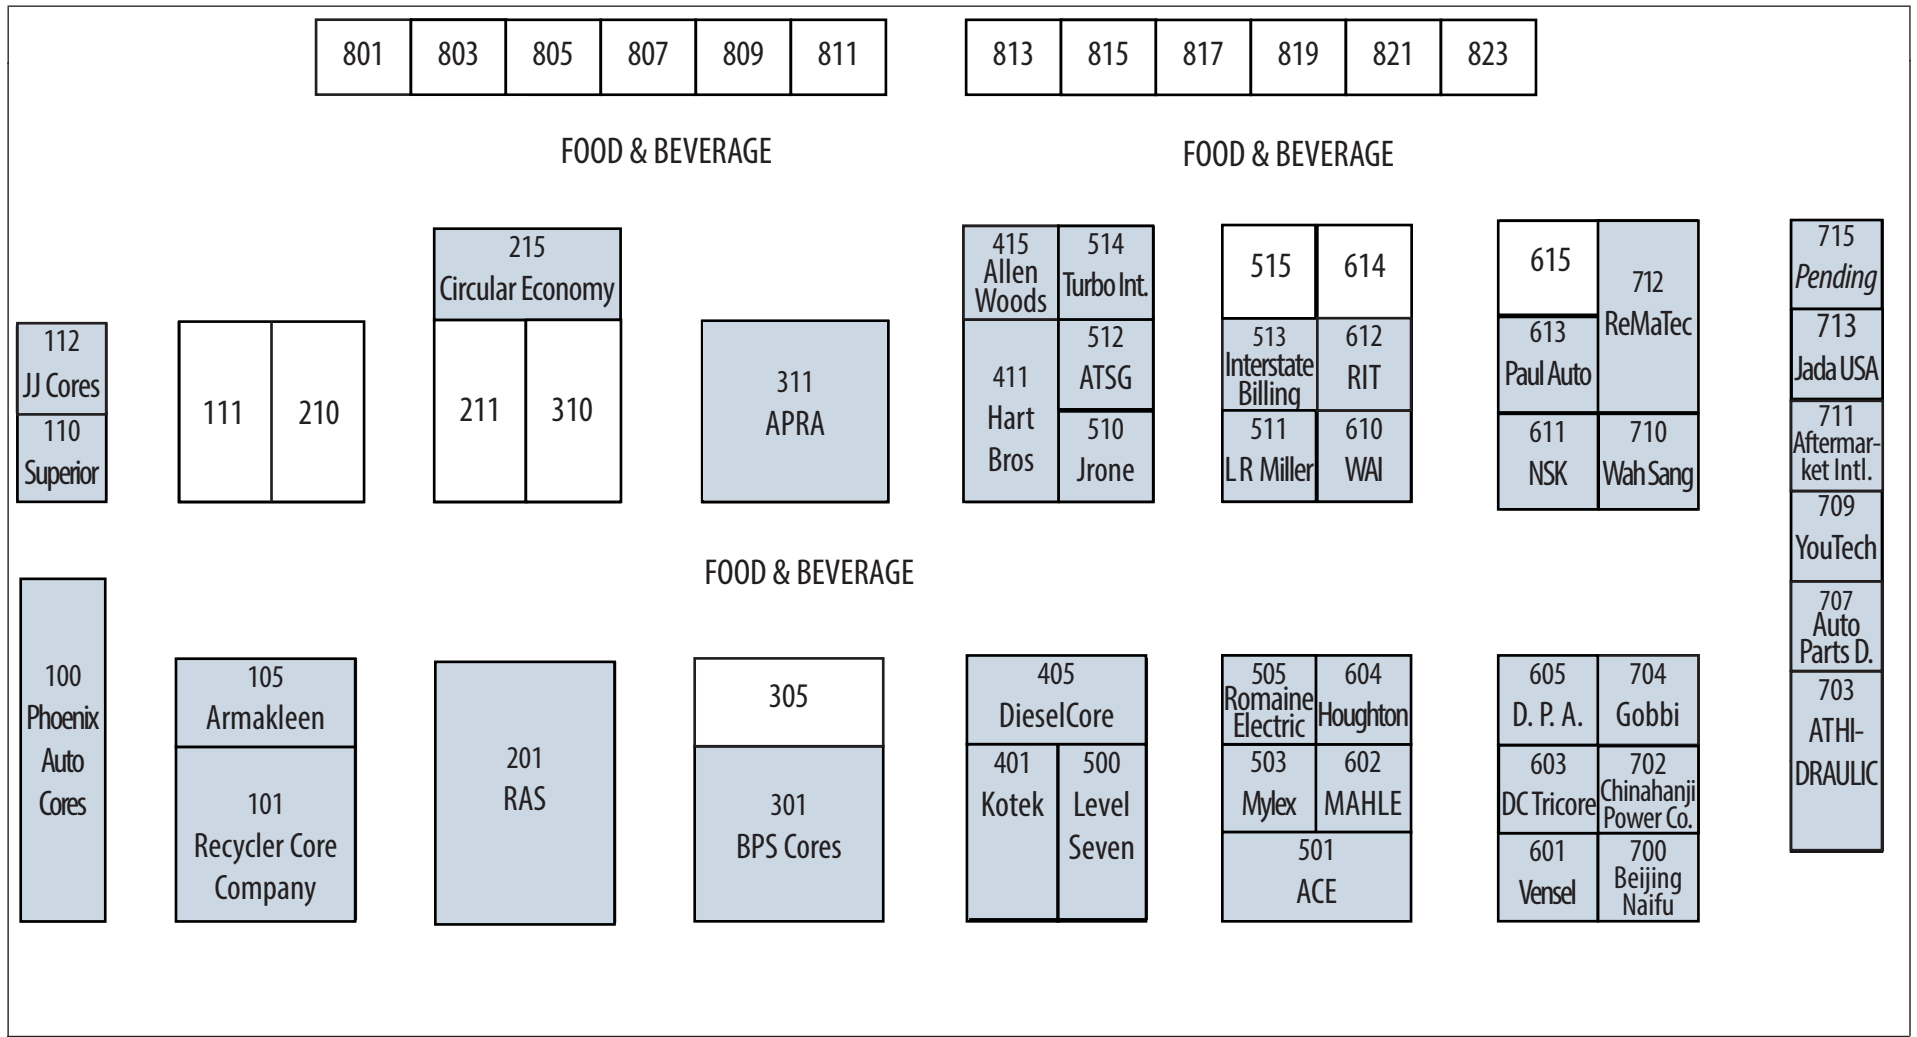 801 803 805 807 809 811 813 815 817 819 821 823
FOOD & BEVERAGE
FOOD & BEVERAGE
112
JJ Cores
110
Superior
111
210
215
Circular Economy
211
310
311
APRA
415
Allen
Woods
514
Turbo Int.
411
Hart
Bros
512
ATSG
510
Jrone
515
614
513
Interstate
Billing
612
RIT
511
L R Miller
610
WAI
615
712
ReMaTec
613
Paul Auto
611
NSK
710
Wah Sang
715
Pending
713
Jada USA
711
Aftermar-
ket Intl.
709
YouTech
707
Auto
Parts D.
703
ATHI-
DRAULIC
FOOD & BEVERAGE
100
Phoenix
Auto
Cores
105
Armakleen
101
Recycler Core
Company
201
RAS
305
301
BPS Cores
405
DieselCore
401
Kotek
500
Level
Seven
505
Romaine
Electric
604
Houghton
503
Mylex
602
MAHLE
501
ACE
605
D. P. A.
704
Gobbi
603
DC Tricore
702
Chinahanji
Power Co.
601
Vensel
700
Beijing
Naifu